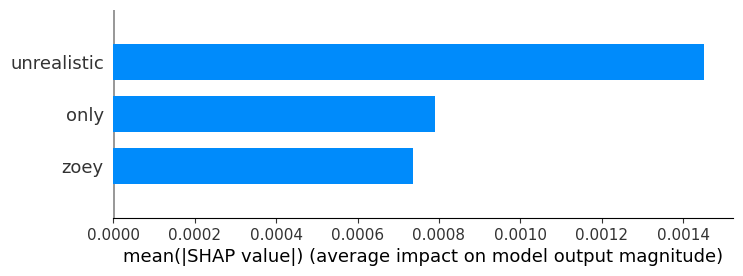 unrealistic
only
zoey
0.0000 0.0002 0.0004 0.0006 0.0008 0.0010 0.0012 0.0014
mean(|SHAP value|) (average impact on model output magnitude)